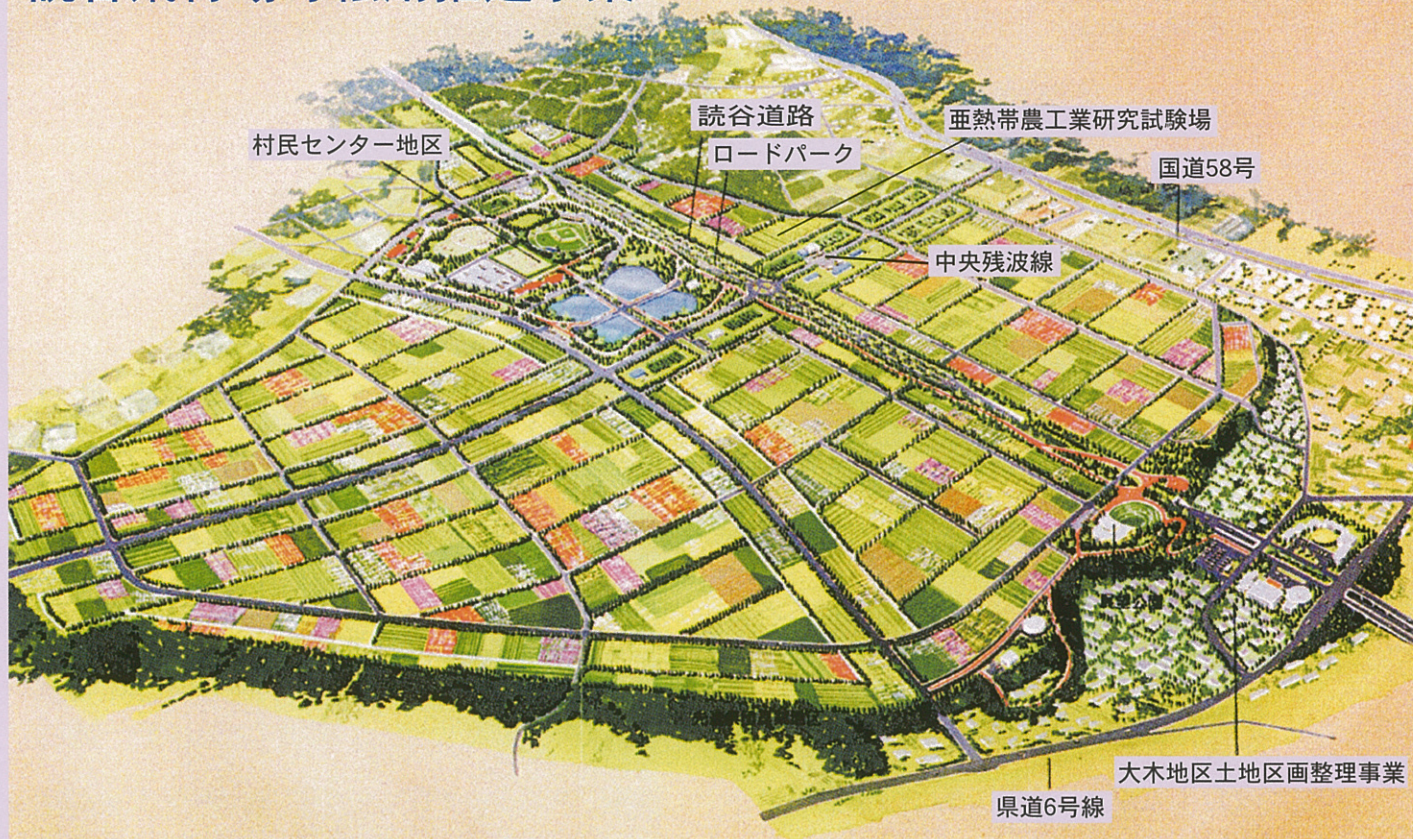 村民センター地区
読谷道路
ロードパーク
亜熱帯農工業研究試験場
国道58号
中央残波線
大木地区土地区画整理事業
県道6号線